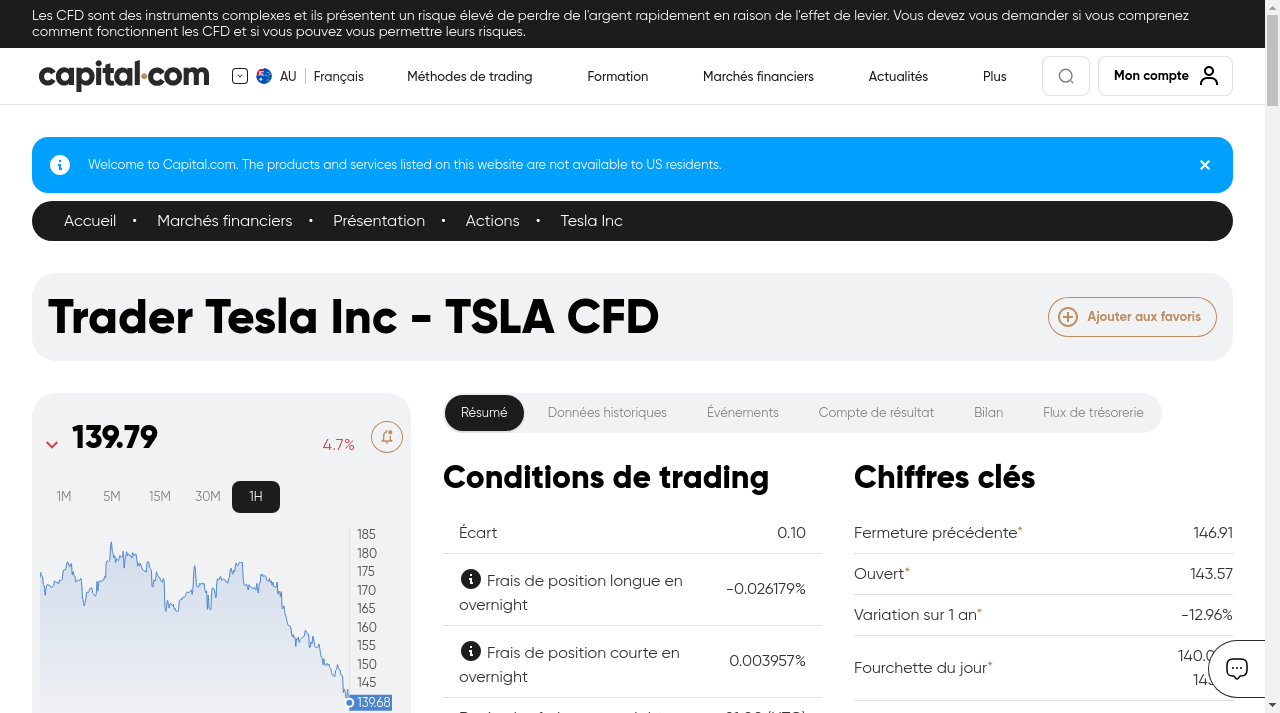 Les CFD sont des instruments complexes et ils présentent un risque élevé de perdre de l'argent rapidement en raison de l'effet de levier. Vous devez vous demander si vous comprenez
comment fonctionnent les CFD et si vous pouvez vous permettre leurs risques.
capital.com
AU
Français
Méthodes de trading
Formation
Marchés financiers
Actualités
Plus
Mon compte
Welcome to Capital.com. The products and services listed on this website are not available to US residents.
Accueil • Marchés financiers • Présentation • Actions • Tesla Inc
Trader Tesla Inc - TSLA CFD
Ajouter aux favoris
139.79
4.7%
1M 5M 15M 30M 1H
185
180
175
170
165
160
155
150
145
139.68
Résumé
Données historiques
Événements
Compte de résultat
Bilan
Flux de trésorerie
Conditions de trading
Écart 0.10
Frais de position longue en
overnight
-0.026179%
Frais de position courte en
overnight
0.003957%
Chiffres clés
Fermeture précédente* 146.91
Ouvert* 143.57
Variation sur 1 an* -12.96%
Fourchette du jour*